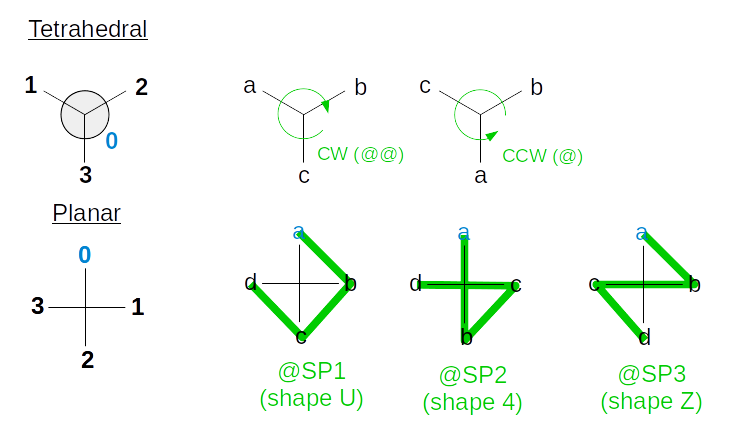 Tetrahedral
1
2
0
3
a
b
c
CW (@@)
c
b
a
CCW (@)
Planar
0
3
1
2
a
d
b
c
@SP1
(shape U)
a
d
c
b
@SP2
(shape 4)
a
c
b
d
@SP3
(shape Z)